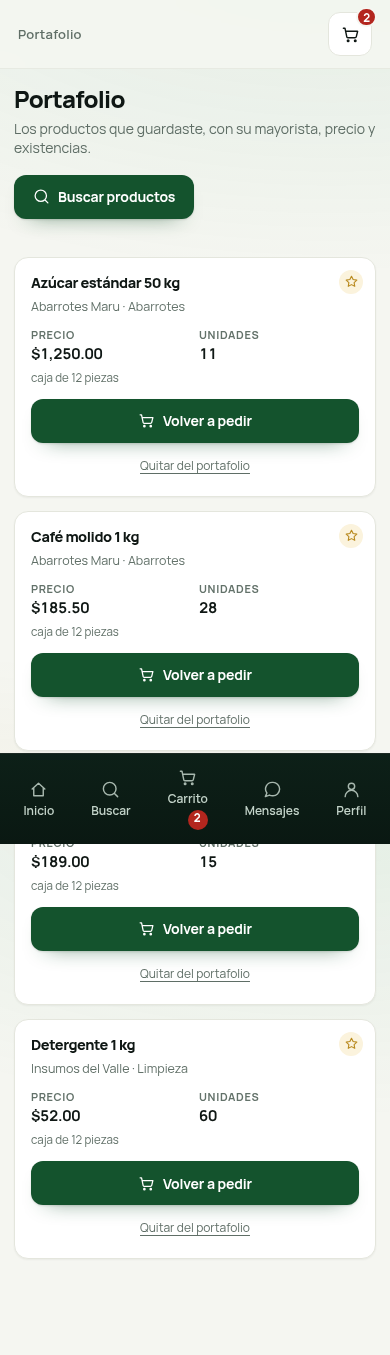 Portafolio
2
Portafolio
Los productos que guardaste, con su mayorista, precio y
existencias.
Buscar productos
Azúcar estándar 50 kg
Abarrotes Maru · Abarrotes
PRECIO UNIDADES
$1,250.00 11
caja de 12 piezas
Volver a pedir
Quitar del portafolio
Café molido 1 kg
Abarrotes Maru · Abarrotes
PRECIO UNIDADES
$185.50 28
caja de 12 piezas
Volver a pedir
Quitar del portafolio
Inicio Buscar Carrito Mensajes Perfil
2
PRECIO UNIDADES
$189.00 15
caja de 12 piezas
Volver a pedir
Quitar del portafolio
Detergente 1 kg
Insumos del Valle · Limpieza
PRECIO UNIDADES
$52.00 60
caja de 12 piezas
Volver a pedir
Quitar del portafolio